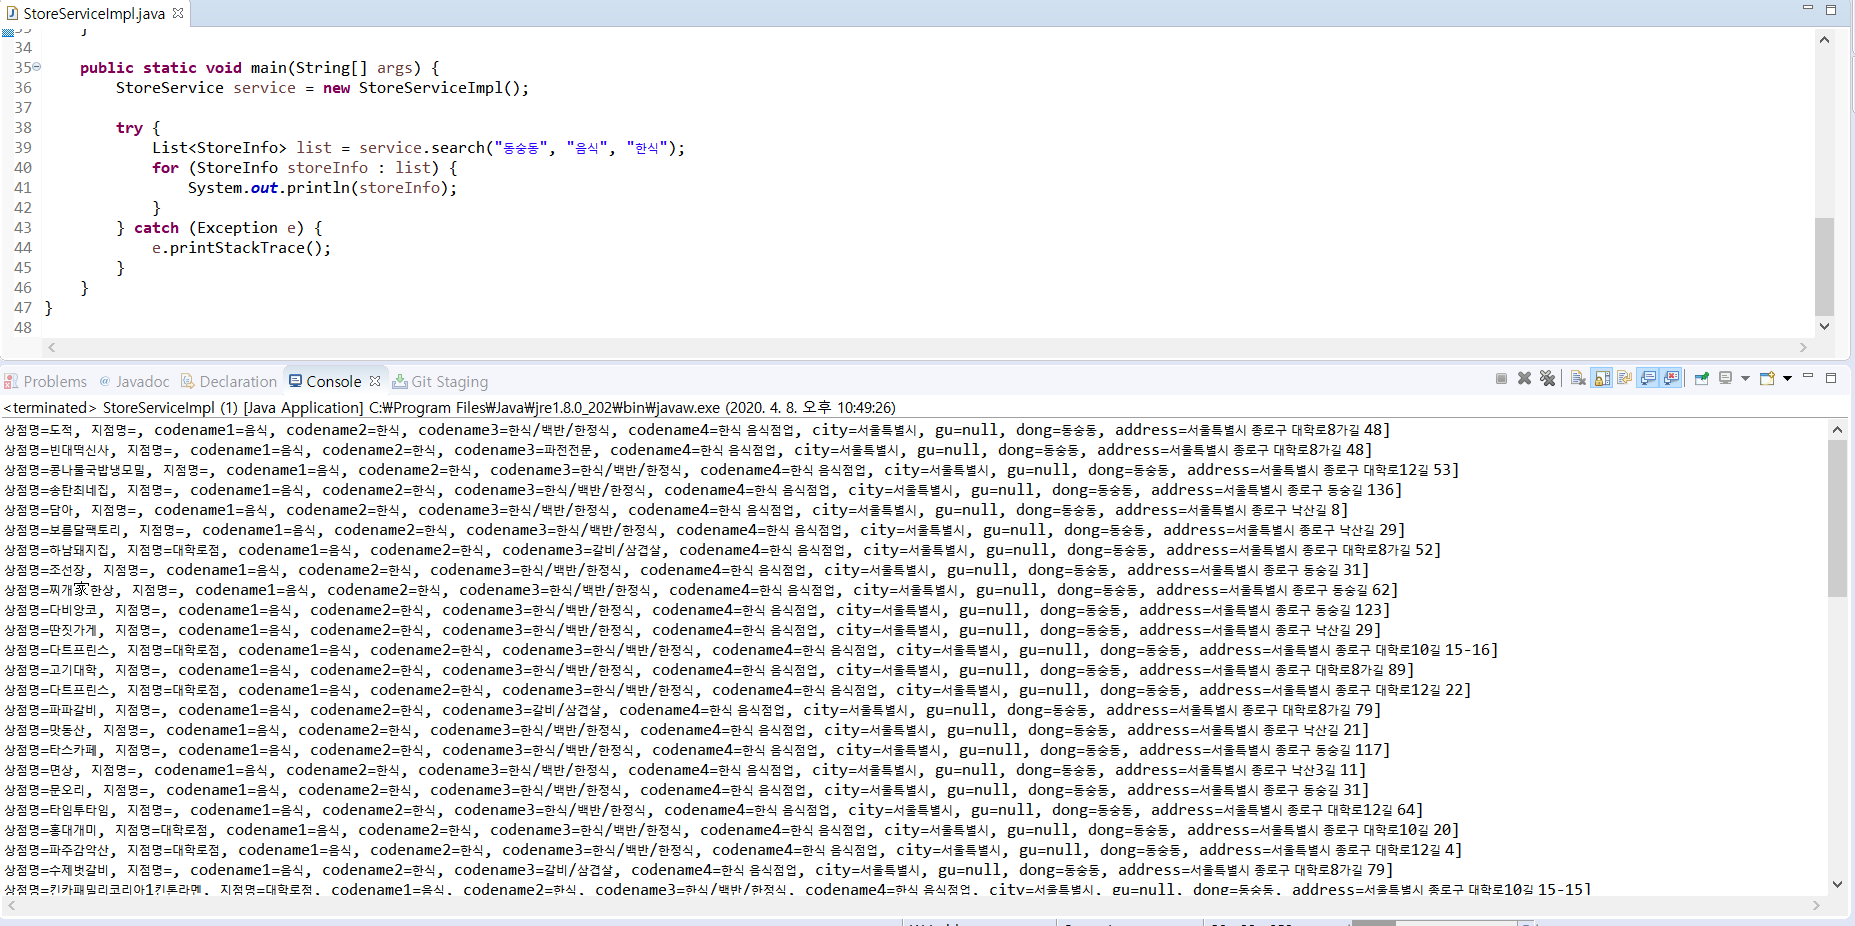 StoreServiceImpl.java
33 }
34
35 public static void main(String[] args) {
36 StoreService service = new StoreServiceImpl();
37
38 try {
39 List<StoreInfo> list = service.search("동숭동", "음식", "한식");
40 for (StoreInfo storeInfo : list) {
41 System.out.println(storeInfo);
42 }
43 } catch (Exception e) {
44 e.printStackTrace();
45 }
46 }
47 }
48
Problems @ Javadoc Declaration Console Git Staging
<terminated> StoreServiceImpl (1) [Java Application] C:₩Program Files₩Java₩jre1.8.0_202₩bin₩javaw.exe (2020. 4. 8. 오후 10:49:26)
상점명=도적, 지점명=, codename1=음식, codename2=한식, codename3=한식/백반/한정식, codename4=한식 음식점업, city=서울특별시, gu=null, dong=동숭동, address=서울특별시 종로구 대학로8가길 48]
상점명=빈대떡신사, 지점명=, codename1=음식, codename2=한식, codename3=파전전문, codename4=한식 음식점업, city=서울특별시, gu=null, dong=동숭동, address=서울특별시 종로구 대학로8가길 48]
상점명=콩나물국밥냉모밀, 지점명=, codename1=음식, codename2=한식, codename3=한식/백반/한정식, codename4=한식 음식점업, city=서울특별시, gu=null, dong=동숭동, address=서울특별시 종로구 대학로12길 53]
상점명=송탄최네집, 지점명=, codename1=음식, codename2=한식, codename3=한식/백반/한정식, codename4=한식 음식점업, city=서울특별시, gu=null, dong=동숭동, address=서울특별시 종로구 동숭길 136]
상점명=담아, 지점명=, codename1=음식, codename2=한식, codename3=한식/백반/한정식, codename4=한식 음식점업, city=서울특별시, gu=null, dong=동숭동, address=서울특별시 종로구 낙산길 8]
상점명=보름달팩토리, 지점명=, codename1=음식, codename2=한식, codename3=한식/백반/한정식, codename4=한식 음식점업, city=서울특별시, gu=null, dong=동숭동, address=서울특별시 종로구 낙산길 29]
상점명=하남돼지집, 지점명=대학로점, codename1=음식, codename2=한식, codename3=갈비/삼겹살, codename4=한식 음식점업, city=서울특별시, gu=null, dong=동숭동, address=서울특별시 종로구 대학로8가길 52]
상점명=조선장, 지점명=, codename1=음식, codename2=한식, codename3=한식/백반/한정식, codename4=한식 음식점업, city=서울특별시, gu=null, dong=동숭동, address=서울특별시 종로구 동숭길 31]
상점명=찌개家한상, 지점명=, codename1=음식, codename2=한식, codename3=한식/백반/한정식, codename4=한식 음식점업, city=서울특별시, gu=null, dong=동숭동, address=서울특별시 종로구 동숭길 62]
상점명=다비앙코, 지점명=, codename1=음식, codename2=한식, codename3=한식/백반/한정식, codename4=한식 음식점업, city=서울특별시, gu=null, dong=동숭동, address=서울특별시 종로구 동숭길 123]
상점명=딴짓가게, 지점명=, codename1=음식, codename2=한식, codename3=한식/백반/한정식, codename4=한식 음식점업, city=서울특별시, gu=null, dong=동숭동, address=서울특별시 종로구 낙산길 29]
상점명=다트프린스, 지점명=대학로점, codename1=음식, codename2=한식, codename3=한식/백반/한정식, codename4=한식 음식점업, city=서울특별시, gu=null, dong=동숭동, address=서울특별시 종로구 대학로10길 15-16]
상점명=고기대학, 지점명=, codename1=음식, codename2=한식, codename3=한식/백반/한정식, codename4=한식 음식점업, city=서울특별시, gu=null, dong=동숭동, address=서울특별시 종로구 대학로8가길 89]
상점명=다트프린스, 지점명=대학로점, codename1=음식, codename2=한식, codename3=한식/백반/한정식, codename4=한식 음식점업, city=서울특별시, gu=null, dong=동숭동, address=서울특별시 종로구 대학로12길 22]
상점명=파파갈비, 지점명=, codename1=음식, codename2=한식, codename3=갈비/삼겹살, codename4=한식 음식점업, city=서울특별시, gu=null, dong=동숭동, address=서울특별시 종로구 대학로8가길 79]
상점명=맛동산, 지점명=, codename1=음식, codename2=한식, codename3=한식/백반/한정식, codename4=한식 음식점업, city=서울특별시, gu=null, dong=동숭동, address=서울특별시 종로구 낙산길 21]
상점명=타스카페, 지점명=, codename1=음식, codename2=한식, codename3=한식/백반/한정식, codename4=한식 음식점업, city=서울특별시, gu=null, dong=동숭동, address=서울특별시 종로구 동숭길 117]
상점명=면상, 지점명=, codename1=음식, codename2=한식, codename3=한식/백반/한정식, codename4=한식 음식점업, city=서울특별시, gu=null, dong=동숭동, address=서울특별시 종로구 낙산3길 11]
상점명=문오리, 지점명=, codename1=음식, codename2=한식, codename3=한식/백반/한정식, codename4=한식 음식점업, city=서울특별시, gu=null, dong=동숭동, address=서울특별시 종로구 동숭길 31]
상점명=타임투타임, 지점명=, codename1=음식, codename2=한식, codename3=한식/백반/한정식, codename4=한식 음식점업, city=서울특별시, gu=null, dong=동숭동, address=서울특별시 종로구 대학로12길 64]
상점명=홍대개미, 지점명=대학로점, codename1=음식, codename2=한식, codename3=한식/백반/한정식, codename4=한식 음식점업, city=서울특별시, gu=null, dong=동숭동, address=서울특별시 종로구 대학로10길 20]
상점명=파주감악산, 지점명=대학로점, codename1=음식, codename2=한식, codename3=한식/백반/한정식, codename4=한식 음식점업, city=서울특별시, gu=null, dong=동숭동, address=서울특별시 종로구 대학로12길 4]
상점명=수제벗갈비, 지점명=, codename1=음식, codename2=한식, codename3=갈비/삼겹살, codename4=한식 음식점업, city=서울특별시, gu=null, dong=동숭동, address=서울특별시 종로구 대학로8가길 79]
상점명=킨카패밀리코리아1킨톤라멘, 지점명=대학로점, codename1=음식, codename2=한식, codename3=한식/백반/한정식, codename4=한식 음식점업, city=서울특별시, gu=null, dong=동숭동, address=서울특별시 종로구 대학로10길 15-15]